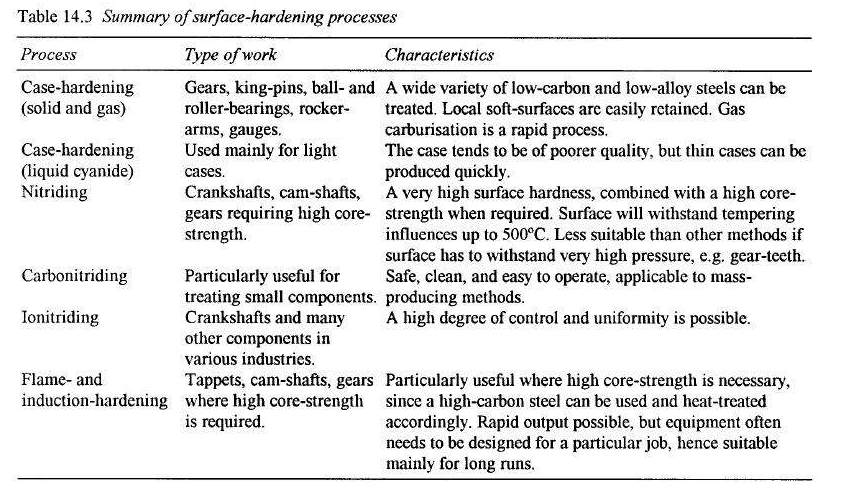 Table 14.3 Summary of surface-hardening processes
Process Type of work Characteristics
Case-hardening Gears, king-pins, ball- and A wide variety of low-carbon and low-alloy steels can be
(solid and gas) roller-bearings, rocker- treated. Local soft-surfaces are easily retained. Gas
arms, gauges. carburisation is a rapid process.
Case-hardening Used mainly for light The case tends to be of poorer quality, but thin cases can be
(liquid cyanide) cases. produced quickly.
Nitriding Crankshafts, cam-shafts, A very high surface hardness, combined with a high core-
gears requiring high core- strength when required. Surface will withstand tempering
strength. influences up to 500°C. Less suitable than other methods if
surface has to withstand very high pressure, e.g. gear-teeth.
Carbonitriding Particularly useful for Safe, clean, and easy to operate, applicable to mass-
treating small components. producing methods.
Ionitriding Crankshafts and many A high degree of control and uniformity is possible.
other components in
various industries.
Flame- and Tappets, cam-shafts, gears Particularly useful where high core-strength is necessary,
induction-hardening where high core-strength since a high-carbon steel can be used and heat-treated
is required. accordingly. Rapid output possible, but equipment often
needs to be designed for a particular job, hence suitable
mainly for long runs.